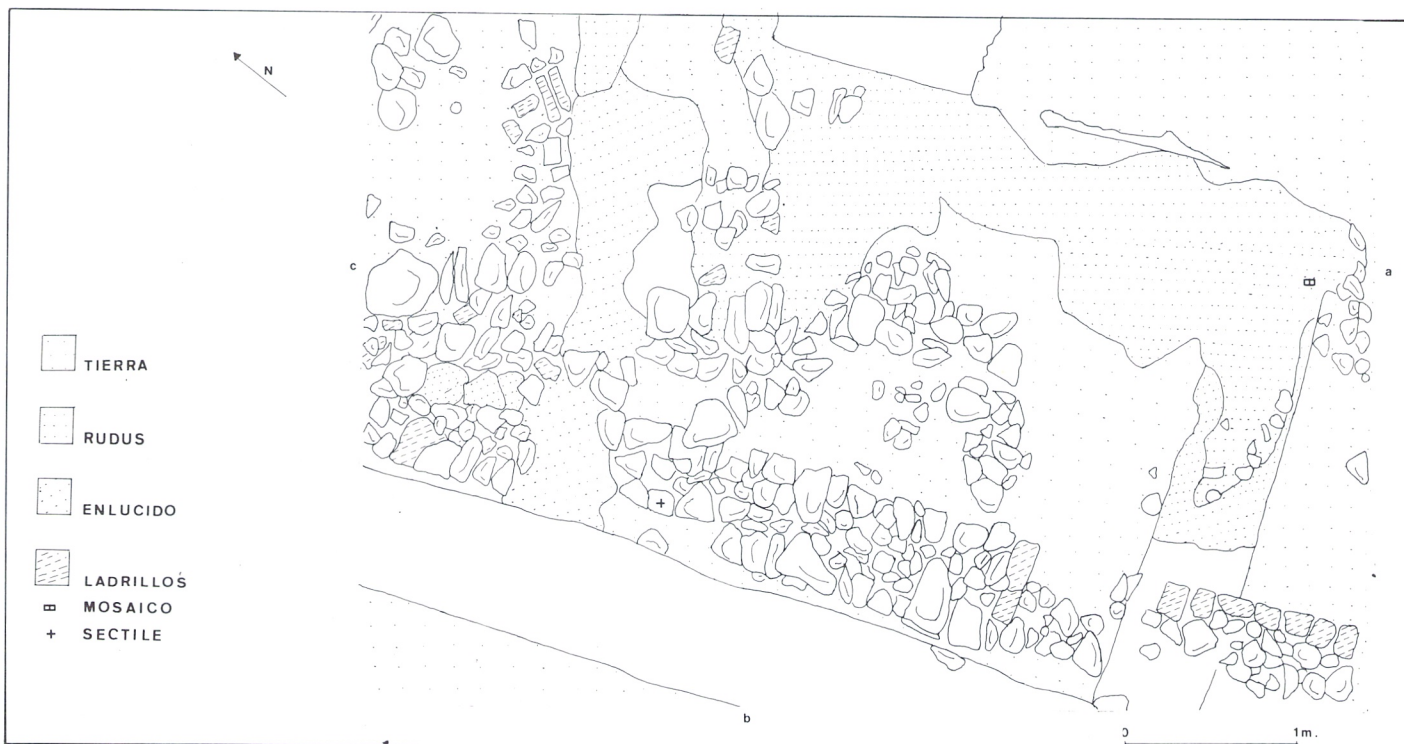 N
c
a
TIERRA
RUDUS
ENLUCIDO
LADRILLOS
MOSAICO
SECTILE
b
0 1m.